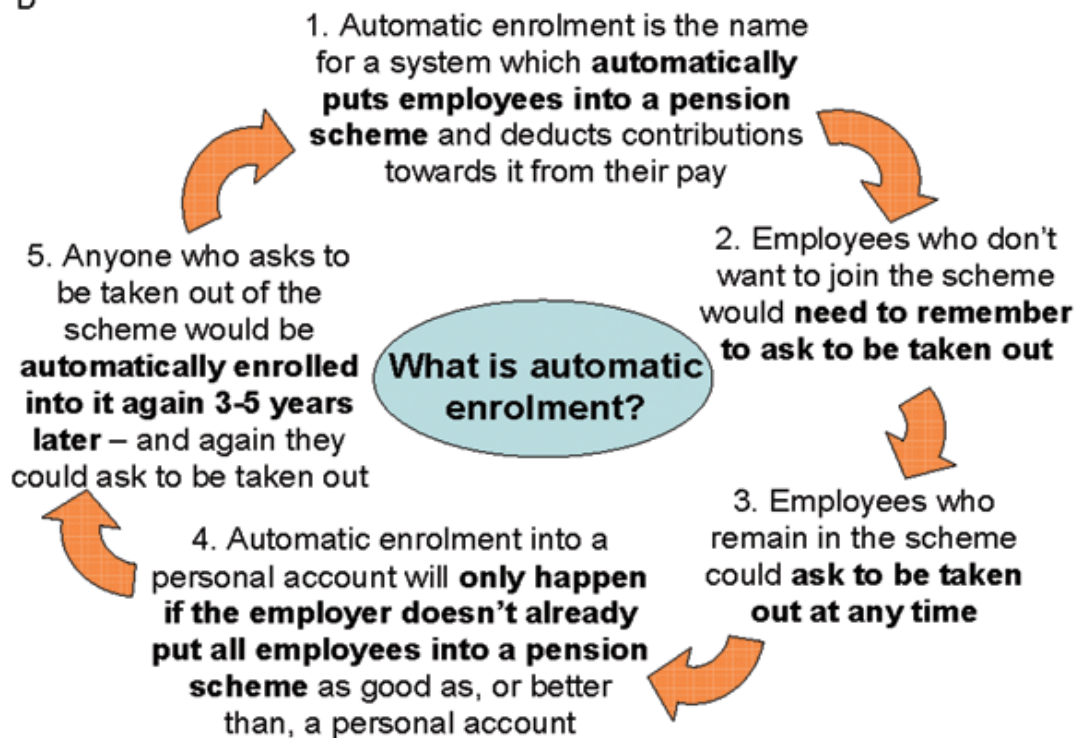 1. Automatic enrolment is the name
for a system which automatically
puts employees into a pension
scheme and deducts contributions
towards it from their pay
2. Employees who don't
want to join the scheme
would need to remember
to ask to be taken out
3. Employees who
remain in the scheme
could ask to be taken
out at any time
4. Automatic enrolment into a
personal account will only happen
if the employer doesn't already
put all employees into a pension
scheme as good as, or better
than, a personal account
5. Anyone who asks to
be taken out of the
scheme would be
automatically enrolled
into it again 3-5 years
later – and again they
could ask to be taken out
What is automatic
enrolment?